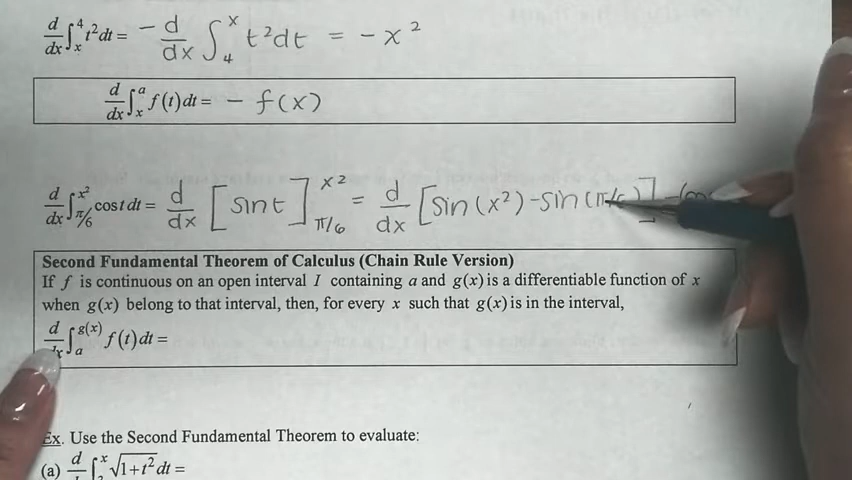 d/dx ∫_x^4 t²dt = - d/dx ∫_4^x t²dt = - x²
d/dx ∫_x^a f(t)dt = - f(x)
d/dx ∫_{π/6}^{x²} cos t dt = d/dx [sin t]_{π/6}^{x²} = d/dx [sin(x²) - sin(π/6)]
Second Fundamental Theorem of Calculus (Chain Rule Version)
If f is continuous on an open interval I containing a and g(x) is a differentiable function of x
when g(x) belong to that interval, then, for every x such that g(x) is in the interval,
d/dx ∫_a^{g(x)} f(t)dt =
Ex. Use the Second Fundamental Theorem to evaluate:
(a) d/ ∫^x √(1+t²) dt =